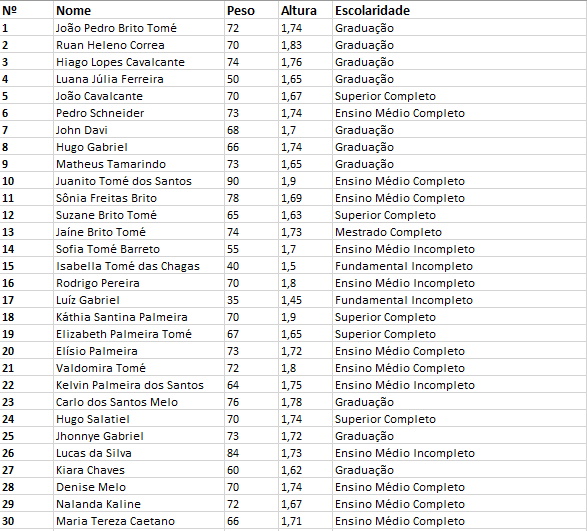 Nº Nome Peso Altura Escolaridade
1 João Pedro Brito Tomé 72 1,74 Graduação
2 Ruan Heleno Correa 70 1,83 Graduação
3 Hiago Lopes Cavalcante 74 1,76 Graduação
4 Luana Júlia Ferreira 50 1,65 Graduação
5 João Cavalcante 70 1,67 Superior Completo
6 Pedro Schneider 73 1,74 Ensino Médio Completo
7 John Davi 68 1,7 Graduação
8 Hugo Gabriel 66 1,74 Graduação
9 Matheus Tamarindo 73 1,65 Graduação
10 Juanito Tomé dos Santos 90 1,9 Ensino Médio Completo
11 Sônia Freitas Brito 78 1,69 Ensino Médio Completo
12 Suzane Brito Tomé 65 1,63 Superior Completo
13 Jaíne Brito Tomé 74 1,73 Mestrado Completo
14 Sofia Tomé Barreto 55 1,7 Ensino Médio Incompleto
15 Isabella Tomé das Chagas 40 1,5 Fundamental Incompleto
16 Rodrigo Pereira 70 1,8 Ensino Médio Completo
17 Luíz Gabriel 35 1,45 Fundamental Incompleto
18 Káthia Santina Palmeira 70 1,9 Superior Completo
19 Elizabeth Palmeira Tomé 67 1,65 Superior Completo
20 Elísio Palmeira 73 1,72 Ensino Médio Completo
21 Valdomira Tomé 72 1,8 Ensino Médio Completo
22 Kelvin Palmeira dos Santos 64 1,75 Ensino Médio Incompleto
23 Carlo dos Santos Melo 76 1,78 Graduação
24 Hugo Salatiel 70 1,74 Superior Completo
25 Jhonnye Gabriel 73 1,72 Graduação
26 Lucas da Silva 84 1,73 Ensino Médio Incompleto
27 Kiara Chaves 60 1,62 Graduação
28 Denise Melo 70 1,74 Ensino Médio Completo
29 Nalanda Kaline 72 1,67 Ensino Médio Completo
30 Maria Tereza Caetano 66 1,71 Ensino Médio Completo